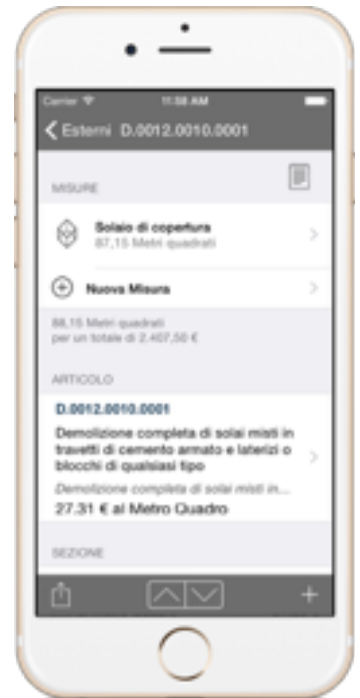 Carrier 11:58 AM
Esterni D.0012.0010.0001
MISURE
Solaio di copertura
87,15 Metri quadrati
Nuova Misura
88,15 Metri quadrati
per un totale di 2.407,50 €
ARTICOLO
D.0012.0010.0001
Demolizione completa di solai misti in
travetti di cemento armato e laterizi o
blocchi di qualsiasi tipo
Demolizione completa di solai misti in...
27.31 € al Metro Quadro
SEZIONE